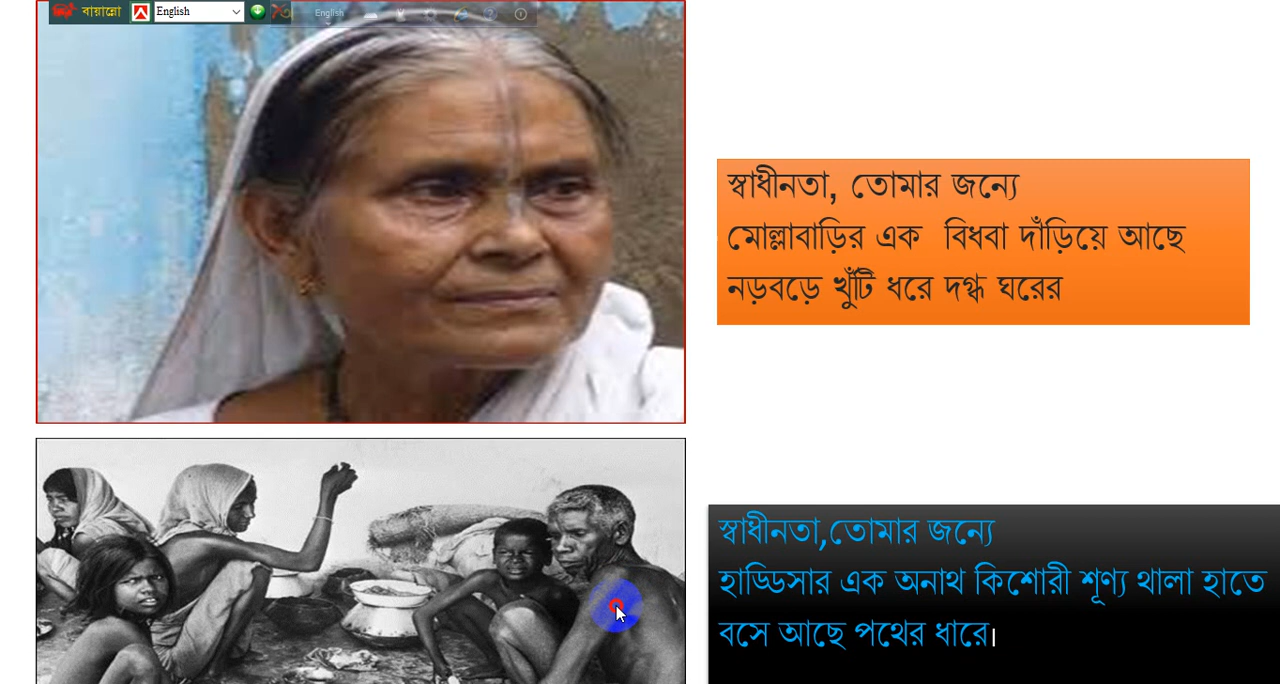 বায়ান্নো
English
English
স্বাধীনতা, তোমার জন্যে
মোল্লাবাড়ির এক বিধবা দাঁড়িয়ে আছে
নড়বড়ে খুঁটি ধরে দগ্ধ ঘরের
স্বাধীনতা,তোমার জন্যে
হাড্ডিসার এক অনাথ কিশোরী শূণ্য থালা হাতে
বসে আছে পথের ধারে।